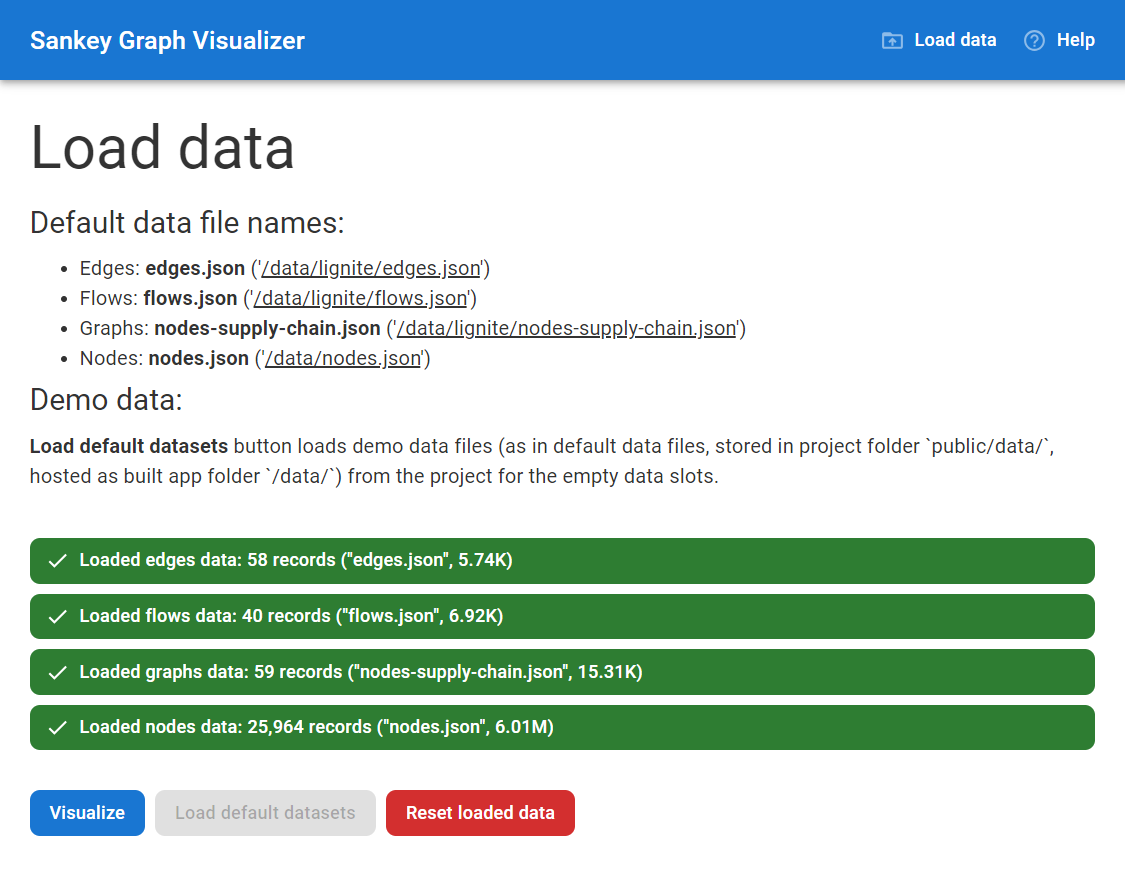 Sankey Graph Visualizer
Load data
Help
Load data
Default data file names:
• Edges: edges.json ('/data/lignite/edges.json')
• Flows: flows.json ('/data/lignite/flows.json')
• Graphs: nodes-supply-chain.json ('/data/lignite/nodes-supply-chain.json')
• Nodes: nodes.json ('/data/nodes.json')
Demo data:
Load default datasets button loads demo data files (as in default data files, stored in project folder `public/data/`,
hosted as built app folder `/data/`) from the project for the empty data slots.
Loaded edges data: 58 records ("edges.json", 5.74K)
Loaded flows data: 40 records ("flows.json", 6.92K)
Loaded graphs data: 59 records ("nodes-supply-chain.json", 15.31K)
Loaded nodes data: 25,964 records ("nodes.json", 6.01M)
Visualize
Load default datasets
Reset loaded data